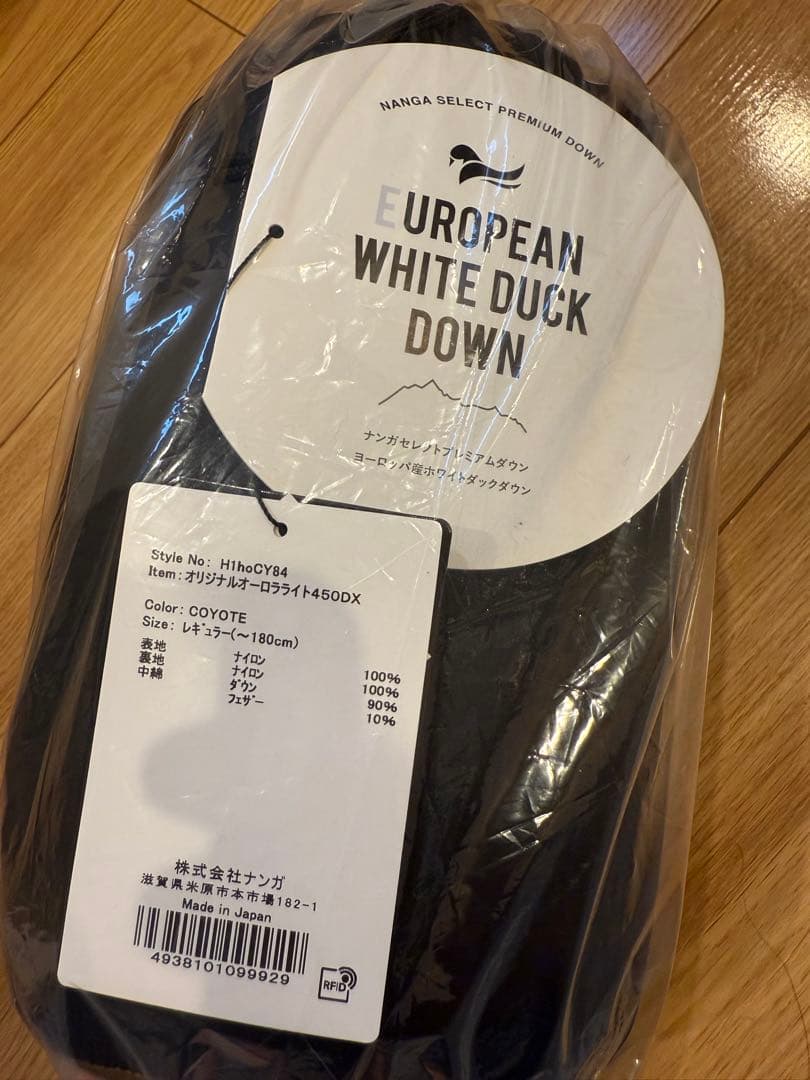 NANGA SELECT PREMIUM DOWN
EUROPEAN
WHITE DUCK
DOWN
ナンガセレクトプレミアムダウン
ヨーロッパ産ホワイトダックダウン
Style No: H1hoCY84
Item:オリジナルオーロラライト450DX
Color: COYOTE
Size: レギュラー(~180cm)
表地 ナイロン 100%
裏地 ナイロン 100%
中綿 ダウン 90%
フェザー 10%
株式会社ナンガ
滋賀県米原市本市場182-1
Made in Japan
4938101099929
RFID